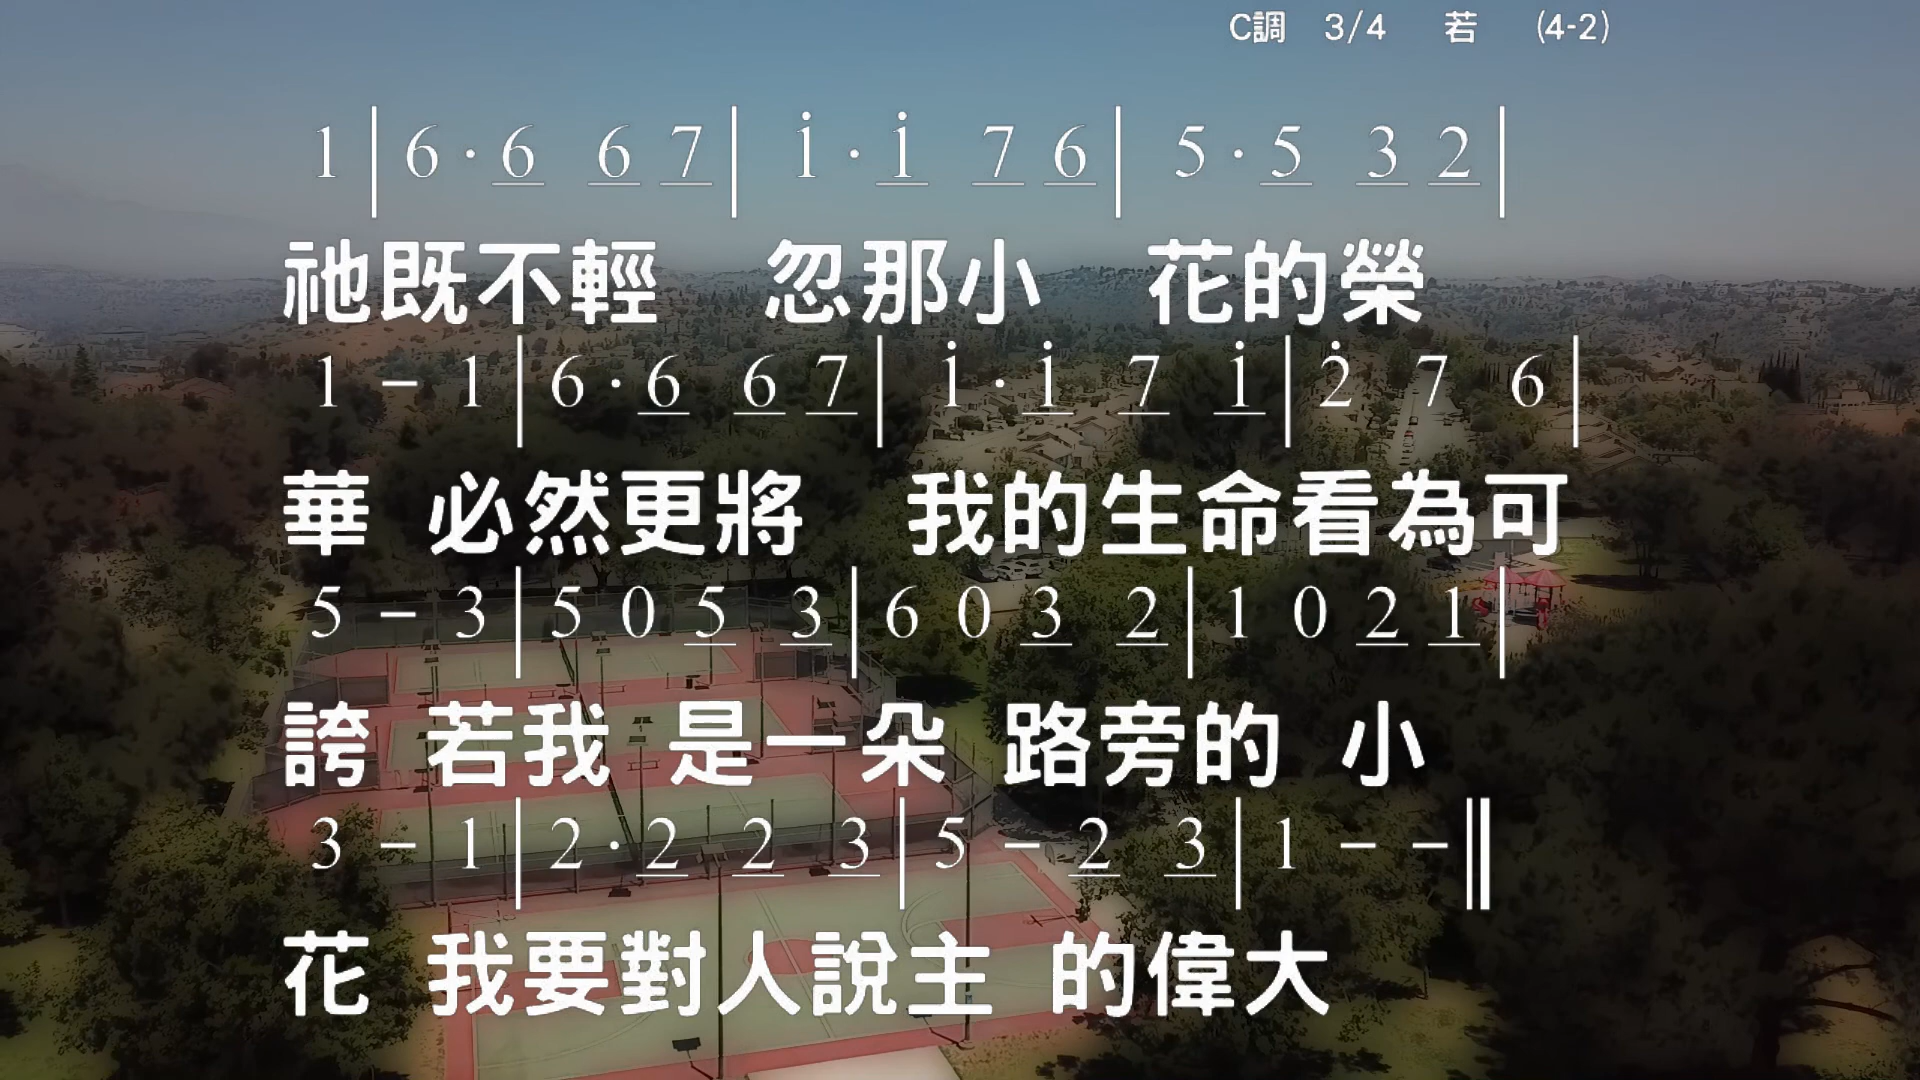 C調 3/4 若 (4-2)
1 | 6 · 6 6 7 | i · i 7 6 | 5 · 5 3 2 |
祂既不輕 忽那小 花的榮
1 – 1 | 6 · 6 6 7 | i · i 7 i | 2̇ 7 6 |
華 必然更將 我的生命看為可
5 – 3 | 5 0 5 3 | 6 0 3 2 | 1 0 2 1 |
誇 若我 是一朵 路旁的 小
3 – 1 | 2 · 2 2 3 | 5 – 2 3 | 1 – – ‖
花 我要對人說主 的偉大